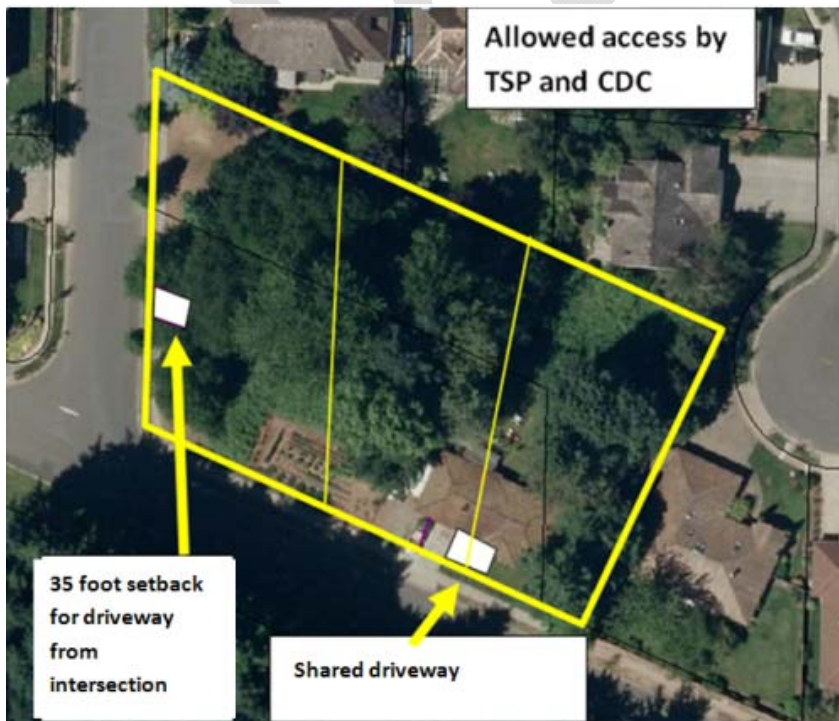 Allowed access by
TSP and CDC
35 foot setback
for driveway
from
intersection
Shared driveway